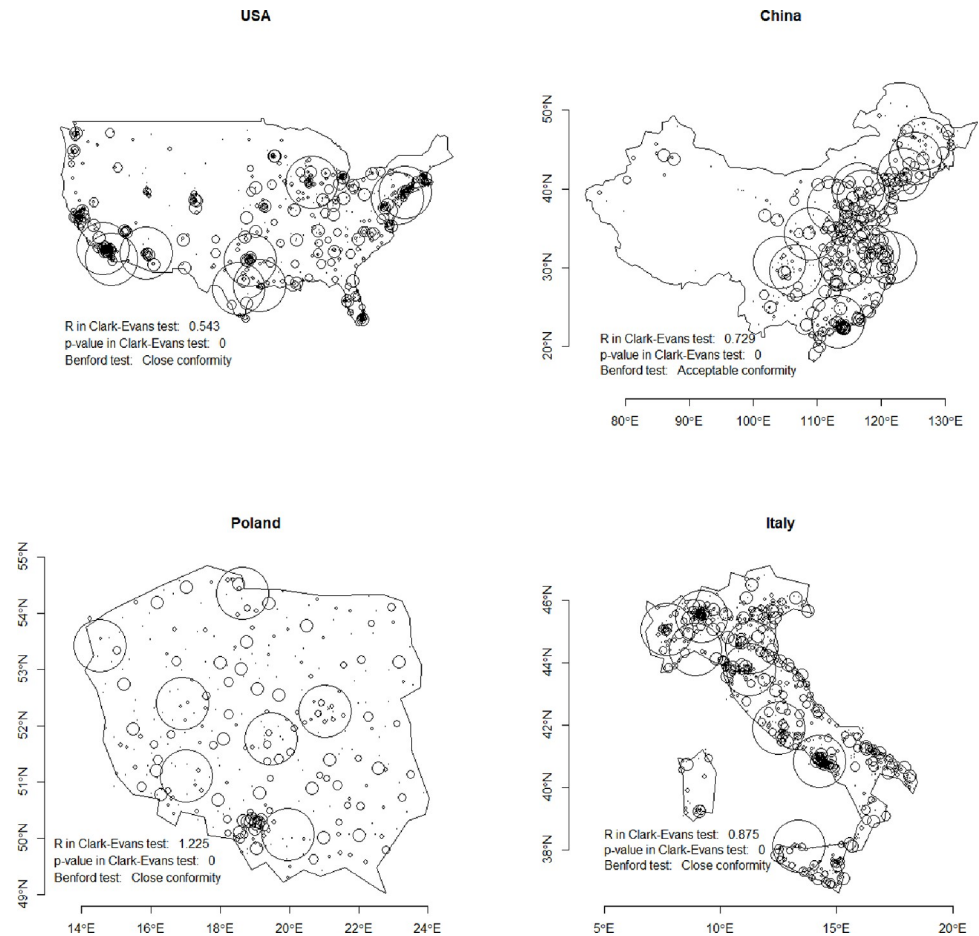 USA
R in Clark-Evans test: 0.543
p-value in Clark-Evans test: 0
Benford test: Close conformity
China
50°N
40°N
30°N
20°N
R in Clark-Evans test: 0.729
p-value in Clark-Evans test: 0
Benford test: Acceptable conformity
80°E 90°E 100°E 110°E 120°E 130°E
Poland
55°N
54°N
53°N
52°N
51°N
50°N
49°N
R in Clark-Evans test: 1.225
p-value in Clark-Evans test: 0
Benford test: Close conformity
14°E 16°E 18°E 20°E 22°E 24°E
Italy
46°N
44°N
42°N
40°N
38°N
R in Clark-Evans test: 0.875
p-value in Clark-Evans test: 0
Benford test: Close conformity
5°E 10°E 15°E 20°E